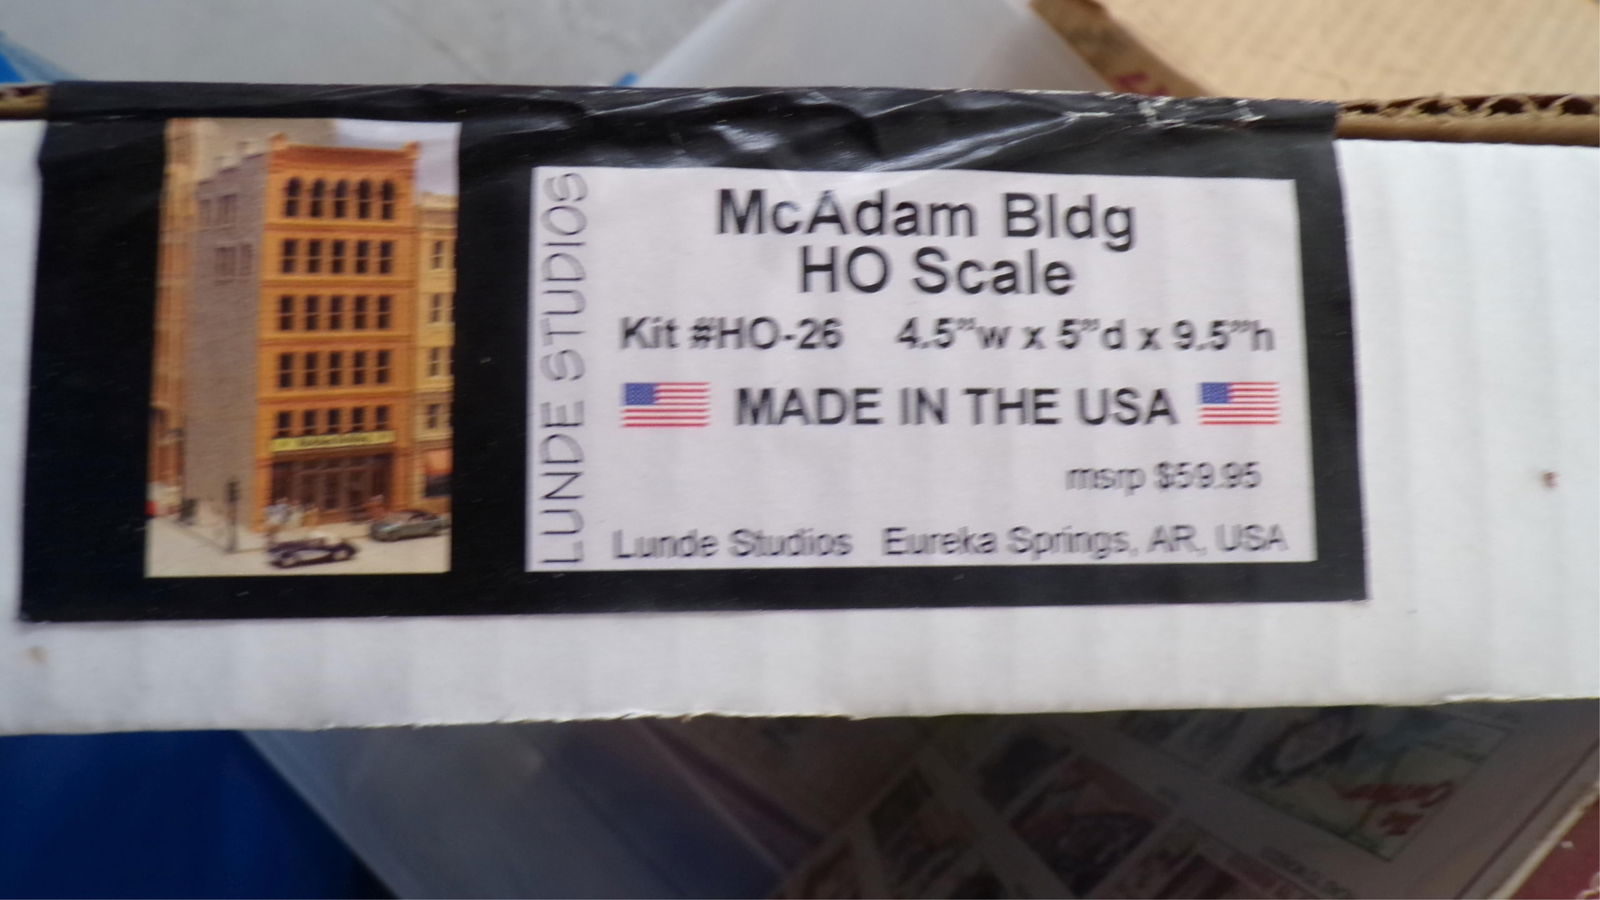 LUNDE STUDIOS
McAdam Bldg
HO Scale
Kit #HO-26 4.5”w x 5”d x 9.5”h
MADE IN THE USA
msrp $59.95
Lunde Studios Eureka Springs, AR, USA